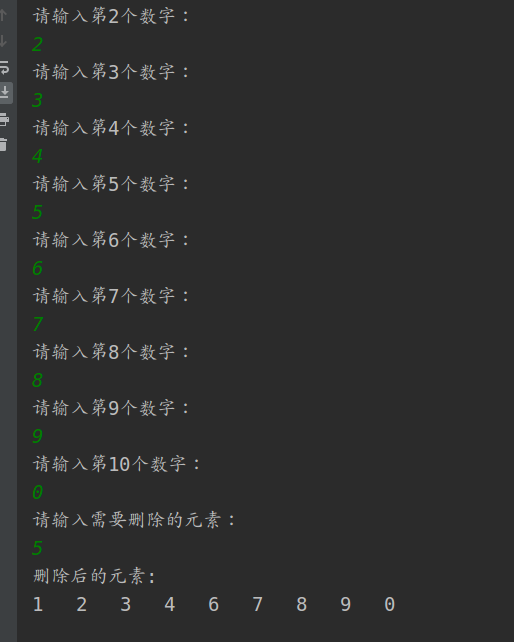 请输入第2个数字：
2
请输入第3个数字：
3
请输入第4个数字：
4
请输入第5个数字：
5
请输入第6个数字：
6
请输入第7个数字：
7
请输入第8个数字：
8
请输入第9个数字：
9
请输入第10个数字：
0
请输入需要删除的元素：
5
删除后的元素:
1 2 3 4 6 7 8 9 0